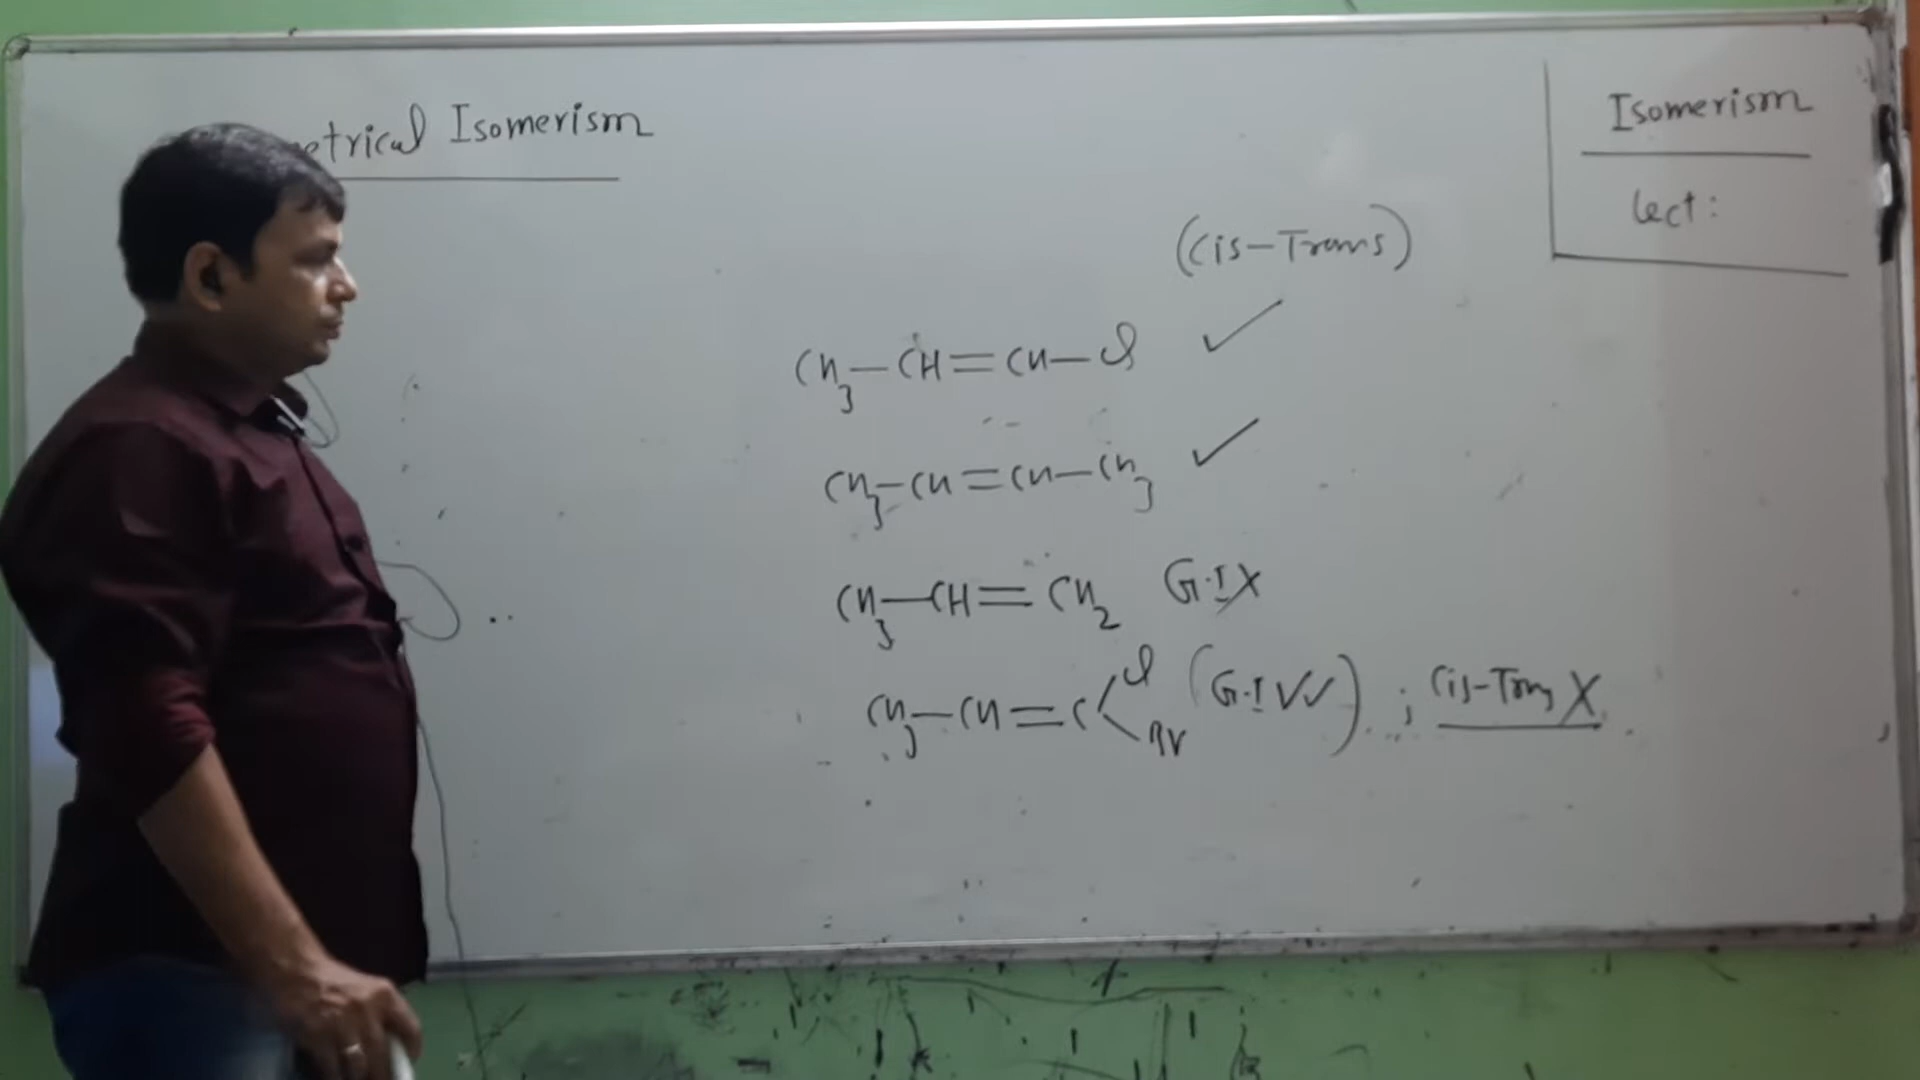 etrical Isomerism
Isomerism
Lect:
(Cis-Trans)
CH3-CH=CH-Cl ✓
CH3-CH=CH-CH3 ✓
CH3-CH=CH2 G.I X
CH3-CH=C<Cl Br (G.I ✓✓) ; Cis-Trans X